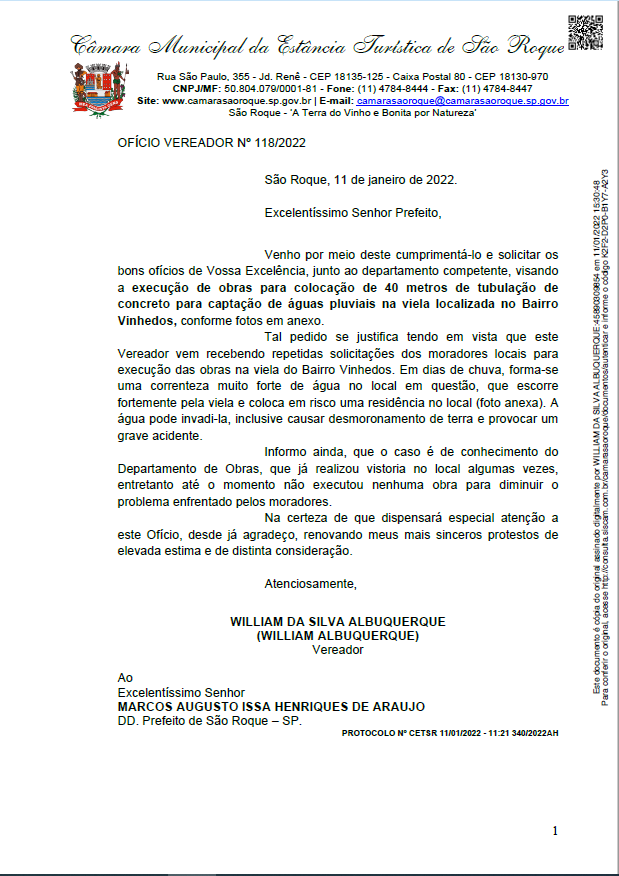 Câmara Municipal da Estância Turística de São Roque
Rua São Paulo, 355 - Jd. Renê - CEP 18135-125 - Caixa Postal 80 - CEP 18130-970
CNPJ/MF: 50.804.079/0001-81 - Fone: (11) 4784-8444 - Fax: (11) 4784-8447
Site: www.camarasaoroque.sp.gov.br | E-mail: camarasaoroque@camarasaoroque.sp.gov.br
São Roque - 'A Terra do Vinho e Bonita por Natureza'
OFÍCIO VEREADOR Nº 118/2022
São Roque, 11 de janeiro de 2022.
Excelentíssimo Senhor Prefeito,
Venho por meio deste cumprimentá-lo e solicitar os
bons ofícios de Vossa Excelência, junto ao departamento competente, visando
a execução de obras para colocação de 40 metros de tubulação de
concreto para captação de águas pluviais na viela localizada no Bairro
Vinhedos, conforme fotos em anexo.
Tal pedido se justifica tendo em vista que este
Vereador vem recebendo repetidas solicitações dos moradores locais para
execução das obras na viela do Bairro Vinhedos. Em dias de chuva, forma-se
uma correnteza muito forte de água no local em questão, que escorre
fortemente pela viela e coloca em risco uma residência no local (foto anexa). A
água pode invadi-la, inclusive causar desmoronamento de terra e provocar um
grave acidente.
Informo ainda, que o caso é de conhecimento do
Departamento de Obras, que já realizou vistoria no local algumas vezes,
entretanto até o momento não executou nenhuma obra para diminuir o
problema enfrentado pelos moradores.
Na certeza de que dispensará especial atenção a
este Ofício, desde já agradeço, renovando meus mais sinceros protestos de
elevada estima e de distinta consideração.
Atenciosamente,
WILLIAM DA SILVA ALBUQUERQUE
(WILLIAM ALBUQUERQUE)
Vereador
Ao
Excelentíssimo Senhor
MARCOS AUGUSTO ISSA HENRIQUES DE ARAUJO
DD. Prefeito de São Roque – SP.
PROTOCOLO Nº CETSR 11/01/2022 - 11:21 340/2022AH
1
Este documento é cópia do original assinado digitalmente por WILLIAM DA SILVA ALBUQUERQUE:45890309854 em 11/01/2022 15:30:48
Para conferir o original, acesse http://consulta.siscam.com.br/camarasaoroque/documentos/autenticar e informe o código K2F2-D2P0-B1Y7-A2Y3